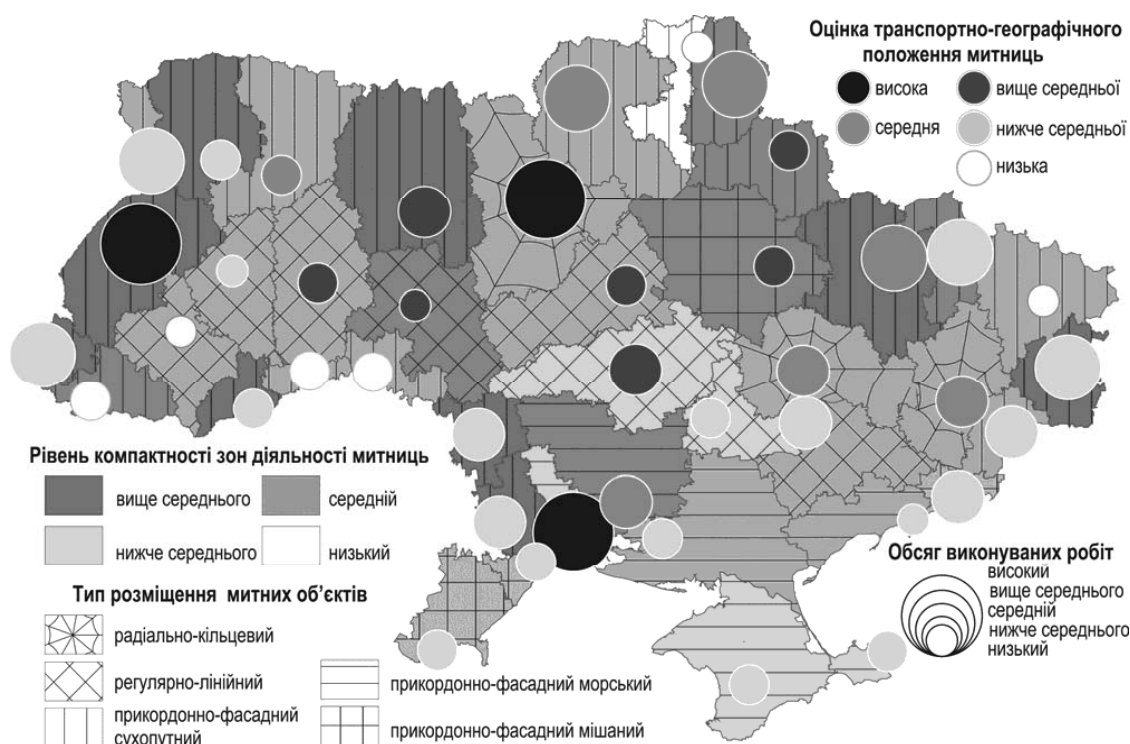 Оцінка транспортно-географічного
положення митниць
висока
вище середньої
середня
нижче середньої
низька
Рівень компактності зон діяльності митниць
вище середнього
середній
нижче середнього
низький
Тип розміщення митних об'єктів
радіально-кільцевий
регулярно-лінійний
прикордонно-фасадний
сухопутний
прикордонно-фасадний морський
прикордонно-фасадний мішаний
Обсяг виконуваних робіт
високий
вище середнього
середній
нижче середнього
низький